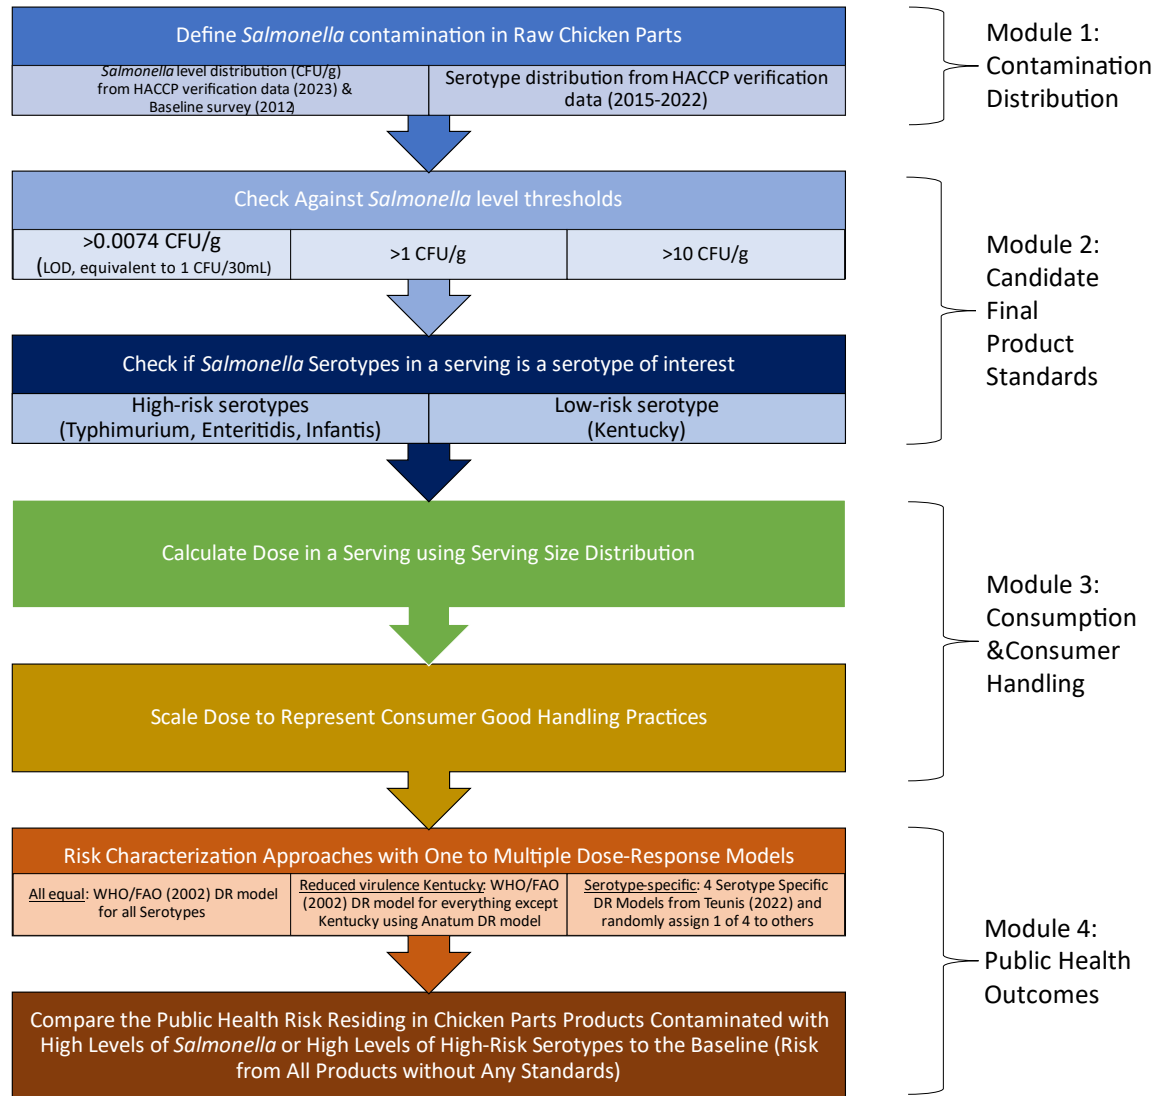 Define Salmonella contamination in Raw Chicken Parts
Salmonella level distribution (CFU/g)
from HACCP verification data (2023) &
Baseline survey (2012)
Serotype distribution from HACCP verification
data (2015-2022)
Module 1:
Contamination
Distribution
Check Against Salmonella level thresholds
>0.0074 CFU/g
(LOD, equivalent to 1 CFU/30mL)
>1 CFU/g
>10 CFU/g
Check if Salmonella Serotypes in a serving is a serotype of interest
High-risk serotypes
(Typhimurium, Enteritidis, Infantis)
Low-risk serotype
(Kentucky)
Module 2:
Candidate
Final
Product
Standards
Calculate Dose in a Serving using Serving Size Distribution
Scale Dose to Represent Consumer Good Handling Practices
Module 3:
Consumption
&Consumer
Handling
Risk Characterization Approaches with One to Multiple Dose-Response Models
All equal: WHO/FAO (2002) DR model
for all Serotypes
Reduced virulence Kentucky: WHO/FAO
(2002) DR model for everything except
Kentucky using Anatum DR model
Serotype-specific: 4 Serotype Specific
DR Models from Teunis (2022) and
randomly assign 1 of 4 to others
Compare the Public Health Risk Residing in Chicken Parts Products Contaminated with
High Levels of Salmonella or High Levels of High-Risk Serotypes to the Baseline (Risk
from All Products without Any Standards)
Module 4:
Public Health
Outcomes